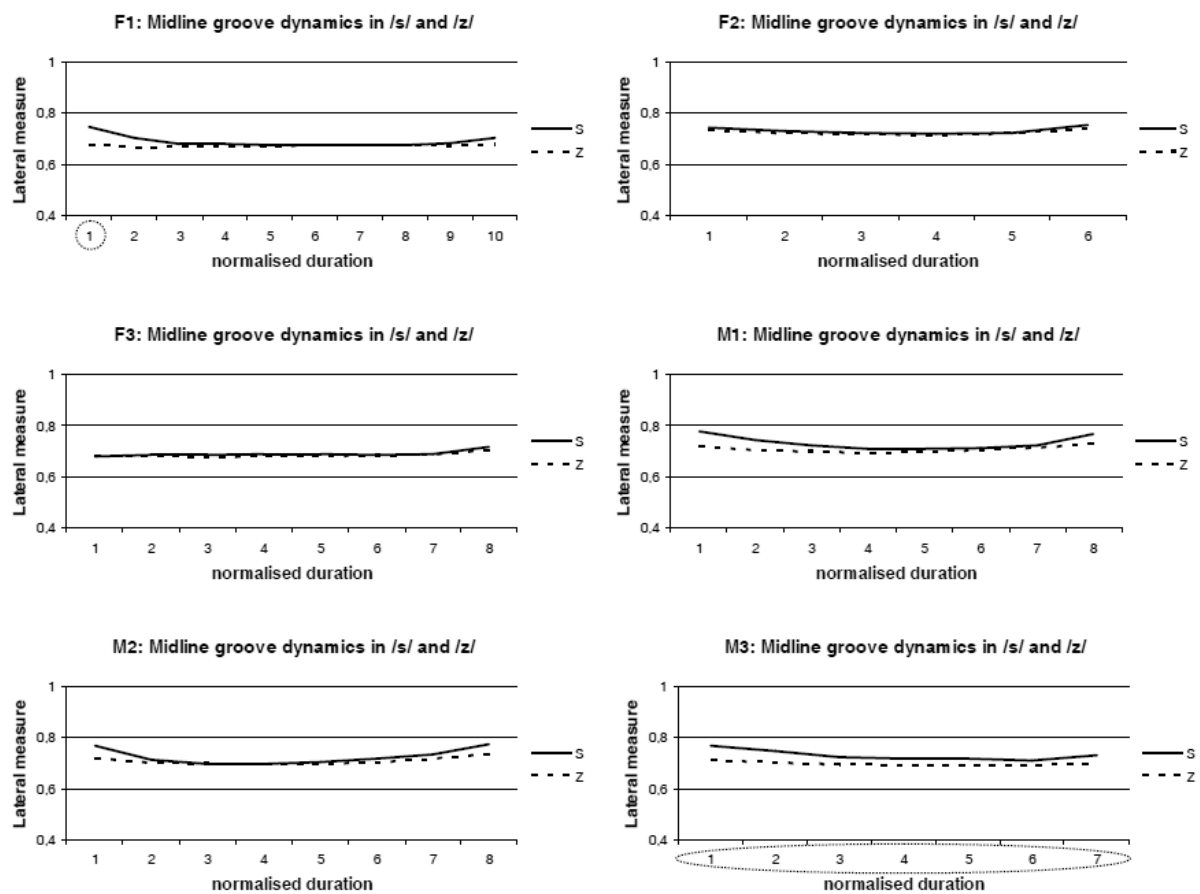 F1: Midline groove dynamics in /s/ and /z/
Lateral measure
1
0,8
0,6
0,4
S
Z
1 2 3 4 5 6 7 8 9 10
normalised duration
F2: Midline groove dynamics in /s/ and /z/
Lateral measure
1
0,8
0,6
0,4
S
Z
1 2 3 4 5 6
normalised duration
F3: Midline groove dynamics in /s/ and /z/
Lateral measure
1
0,8
0,6
0,4
S
Z
1 2 3 4 5 6 7 8
normalised duration
M1: Midline groove dynamics in /s/ and /z/
Lateral measure
1
0,8
0,6
0,4
S
Z
1 2 3 4 5 6 7 8
normalised duration
M2: Midline groove dynamics in /s/ and /z/
Lateral measure
1
0,8
0,6
0,4
S
Z
1 2 3 4 5 6 7 8
normalised duration
M3: Midline groove dynamics in /s/ and /z/
Lateral measure
1
0,8
0,6
0,4
S
Z
1 2 3 4 5 6 7
normalised duration